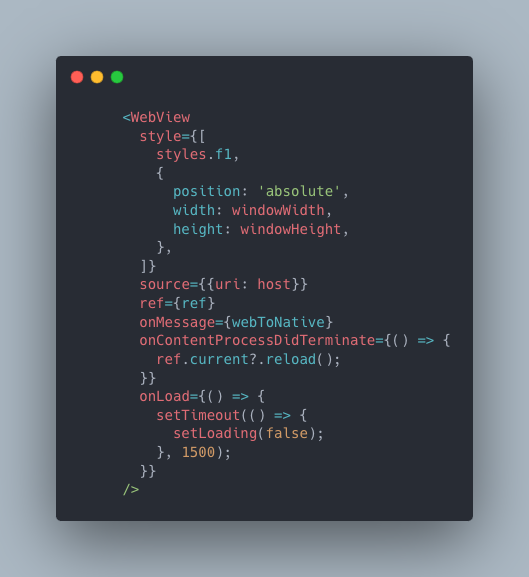 <WebView
  style={[
    styles.f1,
    {
      position: 'absolute',
      width: windowWidth,
      height: windowHeight,
    },
  ]}
  source={{uri: host}}
  ref={ref}
  onMessage={webToNative}
  onContentProcessDidTerminate={() => {
    ref.current?.reload();
  }}
  onLoad={() => {
    setTimeout(() => {
      setLoading(false);
    }, 1500);
  }}
/>